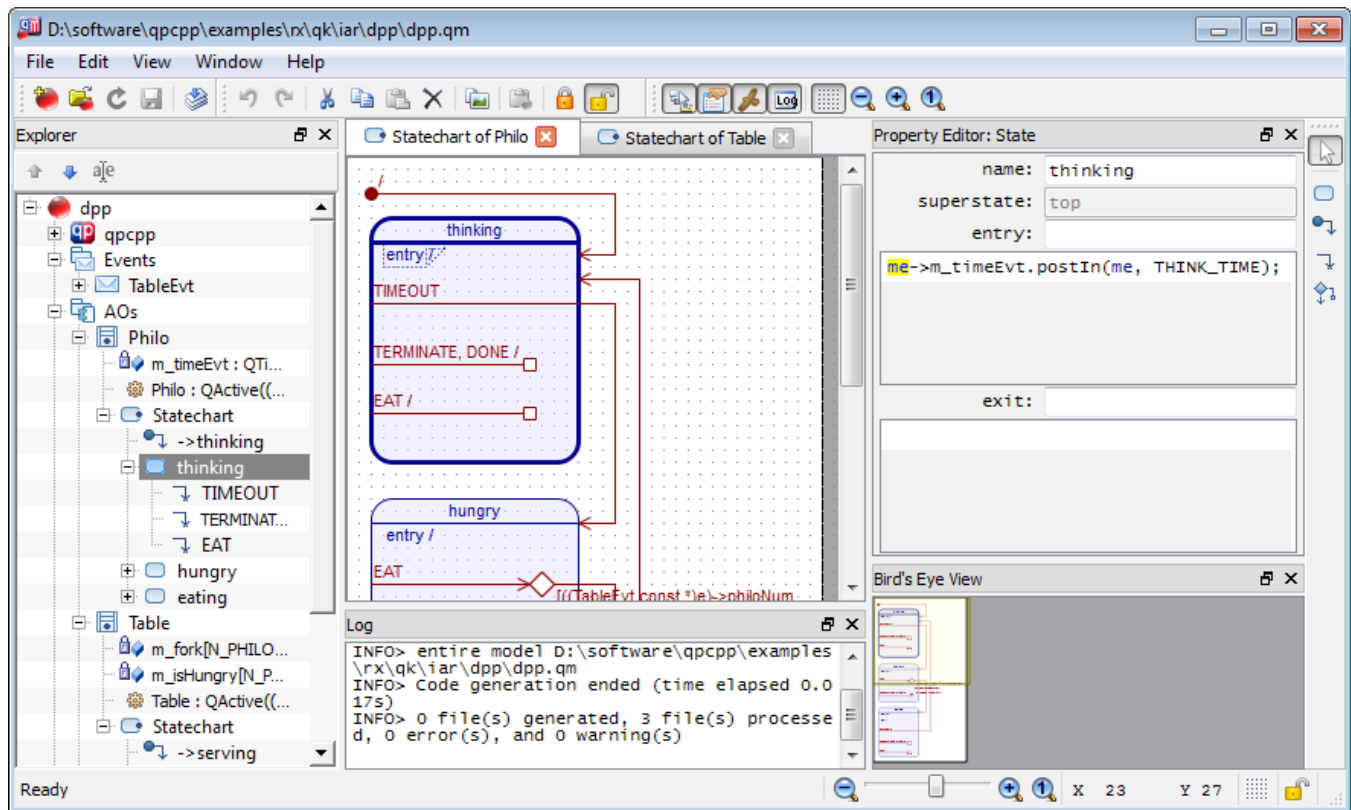 D:\software\qpcpp\examples\rx\qk\iar\dpp\dpp.qm
File Edit View Window Help
Explorer
dpp
qpcpp
Events
TableEvt
AOs
Philo
m_timeEvt : QTi...
Philo : QActive((...
Statechart
->thinking
thinking
TIMEOUT
TERMINAT...
EAT
hungry
eating
Table
m_fork[N_PHILO...
m_isHungry[N_P...
Table : QActive((...
Statechart
->serving
Statechart of Philo
Statechart of Table
/
thinking
entry /
TIMEOUT
TERMINATE, DONE /
EAT /
hungry
entry /
EAT
[((TableEvt const *)e)->philoNum
Log
INFO> entire model D:\software\qpcpp\examples
\rx\qk\iar\dpp\dpp.qm
INFO> Code generation ended (time elapsed 0.0
17s)
INFO> 0 file(s) generated, 3 file(s) processe
d, 0 error(s), and 0 warning(s)
Property Editor: State
name: thinking
superstate: top
entry:
me->m_timeEvt.postIn(me, THINK_TIME);
exit:
Bird's Eye View
Ready
X 23 Y 27